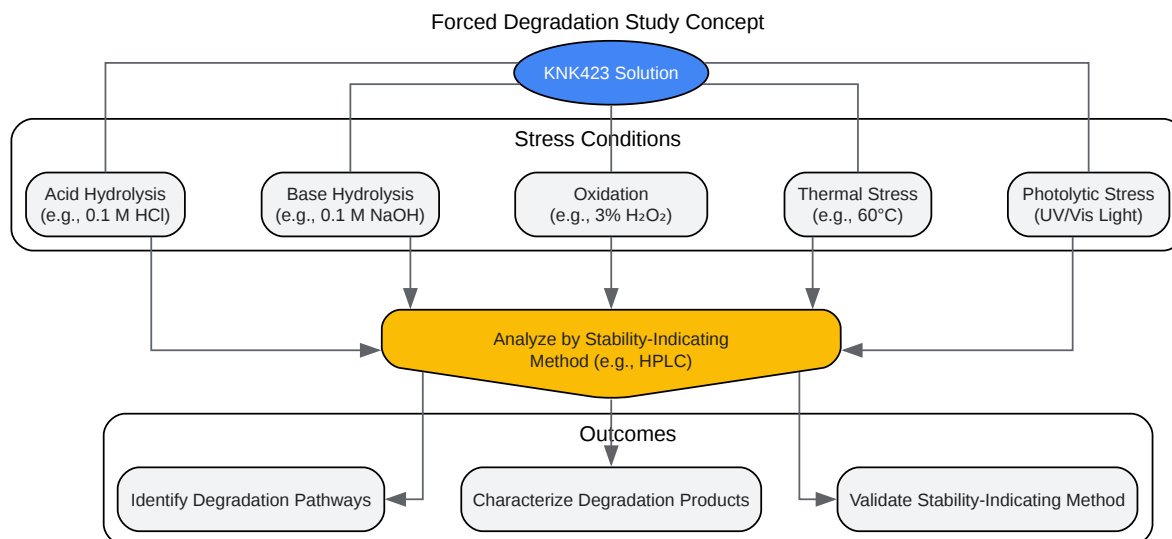 Forced Degradation Study Concept
KNK423 Solution
Stress Conditions
Acid Hydrolysis
(e.g., 0.1 M HCl)
Base Hydrolysis
(e.g., 0.1 M NaOH)
Oxidation
(e.g., 3% H₂O₂)
Thermal Stress
(e.g., 60°C)
Photolytic Stress
(UV/Vis Light)
Analyze by Stability-Indicating
Method (e.g., HPLC)
Outcomes
Identify Degradation Pathways
Characterize Degradation Products
Validate Stability-Indicating Method